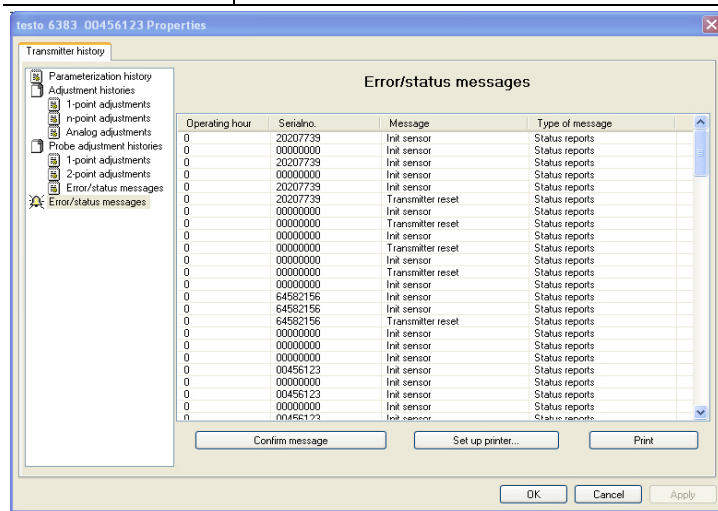 testo 6383 00456123 Properties
Transmitter history
Parameterization history
Adjustment histories
1-point adjustments
n-point adjustments
Analog adjustments
Probe adjustment histories
1-point adjustments
2-point adjustments
Error/status messages
Error/status messages
Error/status messages
Operating hour Serialno. Message Type of message
0 20207739 Init sensor Status reports
0 00000000 Init sensor Status reports
0 20207739 Init sensor Status reports
0 00000000 Init sensor Status reports
0 20207739 Init sensor Status reports
0 20207739 Transmitter reset Status reports
0 00000000 Init sensor Status reports
0 00000000 Transmitter reset Status reports
0 00000000 Init sensor Status reports
0 00000000 Transmitter reset Status reports
0 00000000 Init sensor Status reports
0 00000000 Transmitter reset Status reports
0 00000000 Init sensor Status reports
0 64582156 Init sensor Status reports
0 64582156 Init sensor Status reports
0 64582156 Transmitter reset Status reports
0 00000000 Init sensor Status reports
0 00000000 Init sensor Status reports
0 00000000 Init sensor Status reports
0 00456123 Init sensor Status reports
0 00000000 Init sensor Status reports
0 00456123 Init sensor Status reports
0 00000000 Init sensor Status reports
0 00456123 Init sensor Status reports
Confirm message Set up printer... Print
OK Cancel Apply